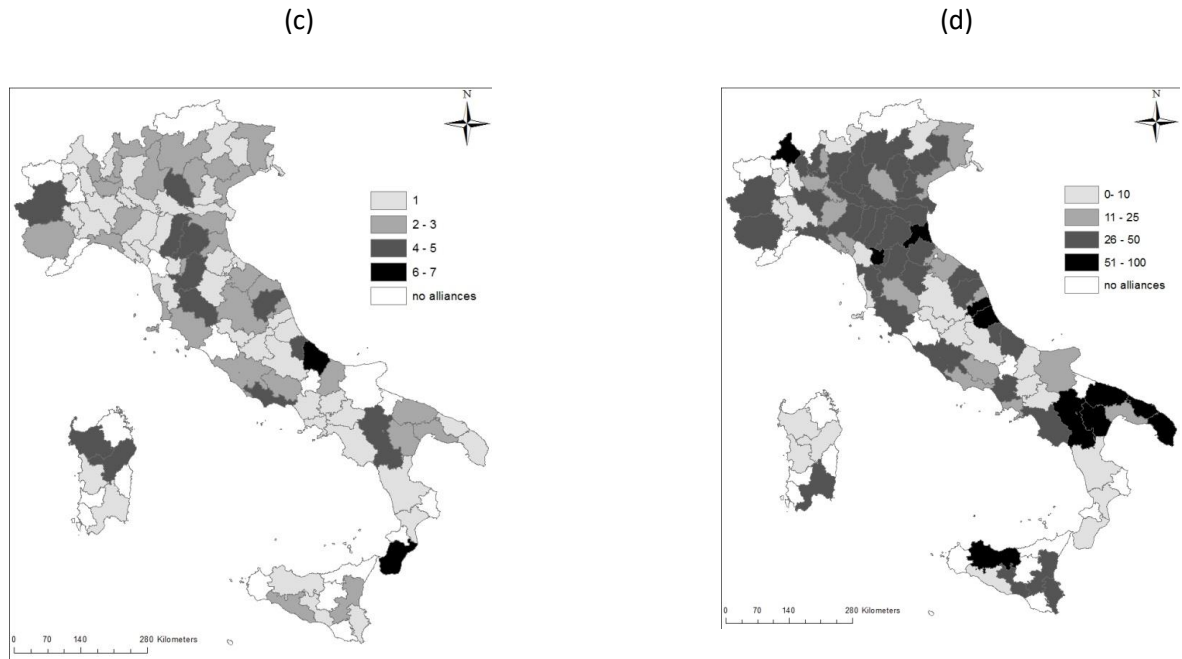 (c)
(d)
N
1
2 - 3
4 - 5
6 - 7
no alliances
0 70 140 280 Kilometers
N
0- 10
11 - 25
26 - 50
51 - 100
no alliances
0 70 140 280 Kilometers